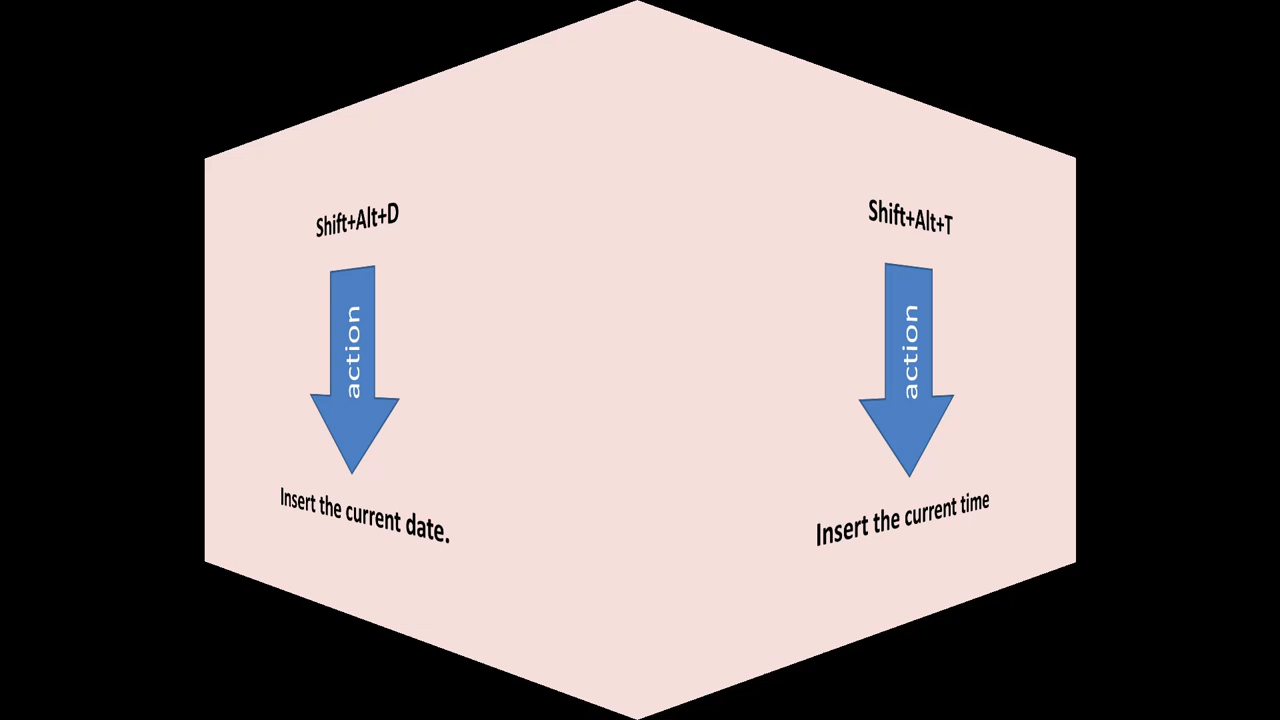 Shift+Alt+D
action
Insert the current date.
Shift+Alt+T
action
Insert the current time